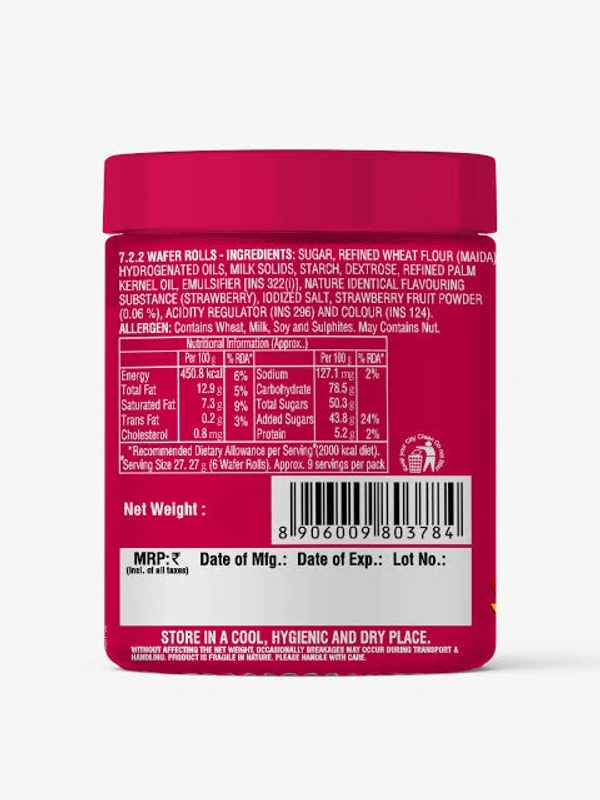 7.2.2 WAFER ROLLS - INGREDIENTS: SUGAR, REFINED WHEAT FLOUR (MAIDA)
HYDROGENATED OILS, MILK SOLIDS, STARCH, DEXTROSE, REFINED PALM
KERNEL OIL, EMULSIFIER [INS 322(i)], NATURE IDENTICAL FLAVOURING
SUBSTANCE (STRAWBERRY), IODIZED SALT, STRAWBERRY FRUIT POWDER
(0.06 %), ACIDITY REGULATOR (INS 296) AND COLOUR (INS 124).
ALLERGEN: Contains Wheat, Milk, Soy and Sulphites. May Contains Nut.
Nutritional Information (Approx.,)
Per 100 g % RDA* Per 100 g % RDA*
Energy 450.8 kcal 6% Sodium 127.1 mg 2%
Total Fat 12.9 g 5% Carbohydrate 78.5 g
Saturated Fat 7.3 g 9% Total Sugars 50.3 g
Trans Fat 0.2 g 3% Added Sugars 43.8 g 24%
Cholesterol 0.8 mg Protein 5.2 g 2%
*Recommended Dietary Allowance per Serving#(2000 kcal diet).
#Serving Size 27. 27 g (6 Wafer Rolls). Approx. 9 servings per pack
Keep your City Clean
Net Weight :
8 906009 803784
MRP:₹ Date of Mfg.: Date of Exp.: Lot No.:
(Incl. of all taxes)
STORE IN A COOL, HYGIENIC AND DRY PLACE.
WITHOUT AFFECTING THE NET WEIGHT, OCCASIONALLY BREAKAGES MAY OCCUR DURING TRANSPORT &
HANDLING. PRODUCT IS FRAGILE IN NATURE. PLEASE HANDLE WITH CARE.